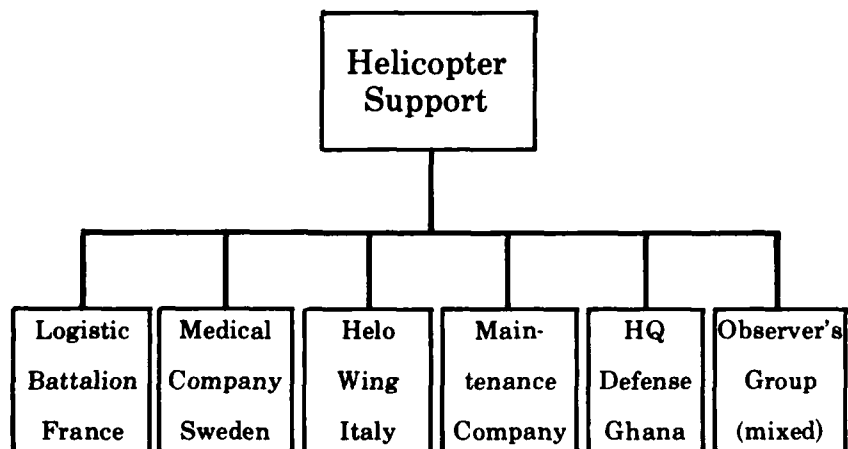 Helicopter
Support
Logistic
Battalion
France
Medical
Company
Sweden
Helo
Wing
Italy
Main-
tenance
Company
HQ
Defense
Ghana
Observer's
Group
(mixed)